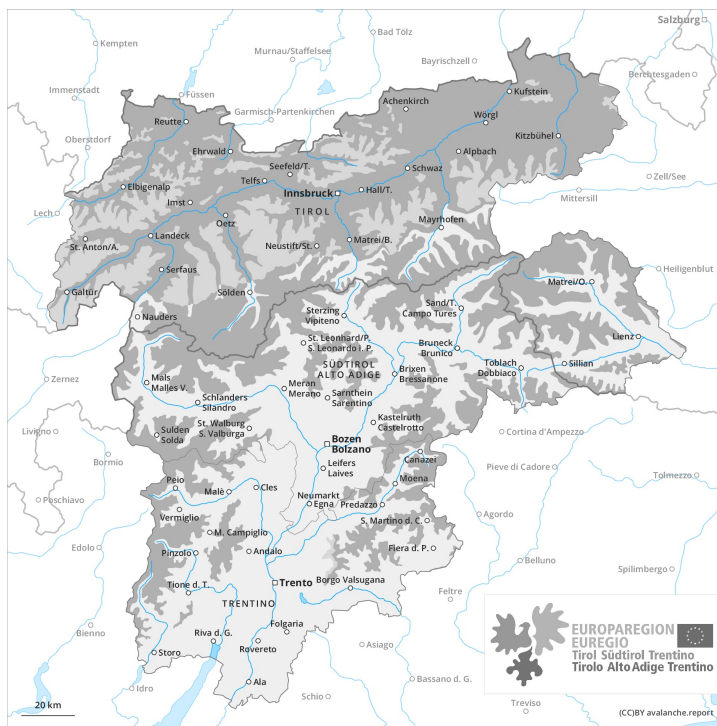 Salzburg
Kempten
Bad Tölz
Murnau/Staffelsee
Bayrischzell
Berchtesgaden
Immenstadt
Füssen
Garmisch-Partenkirchen
Achenkirch
Kufstein
Reutte
Wörgl
Oberstdorf
Kitzbühel
Ehrwald
Alpbach
Seefeld/T.
Schwaz
Zell/See
Telfs
Elbigenalp
Innsbruck
Hall/T.
Mittersill
Imst
TIROL
Lech
Oetz
Mayrhofen
Landeck
Neustift/St.
Matrei/B.
St. Anton/A.
Serfaus
Heiligenblut
Matrei/O.
Galtür
Sölden
Sand/T.
Campo Tures
Nauders
Sterzing
Vipiteno
Lienz
St. Leonhard/P.
S. Leonardo i. P.
Bruneck
Brunico
Toblach
Dobbiaco
Sillian
SÜDTIROL
ALTO ADIGE
Brixen
Bressanone
Zernez
Mals
Malles V.
Meran
Merano
Sarnthein
Sarentino
Schlanders
Silandro
Kastelruth
Castelrotto
St. Walburg
S. Valburga
Livigno
Sulden
Solda
Cortina d'Ampezzo
Bozen
Bolzano
Bormio
Canazei
Leifers
Laives
Pieve di Cadore
Tolmezzo
Peio
Malè
Cles
Moena
Poschiavo
Neumarkt
Egna
Predazzo
Vermiglio
S. Martino d. C.
Agordo
M. Campiglio
Edolo
Pinzolo
Andalo
Fiera d. P.
Belluno
Spilimbergo
Tione d. T.
Trento
Borgo Valsugana
Feltre
TRENTINO
Folgaria
Bienno
Riva d. G.
Rovereto
Asiago
Storo
Bassano d. G.
Idro
Ala
Schio
Treviso
EUROPAREGION
EUREGIO
Tirol Südtirol Trentino
Tirolo Alto Adige Trentino
20 km
(CC)BY avalanche.report